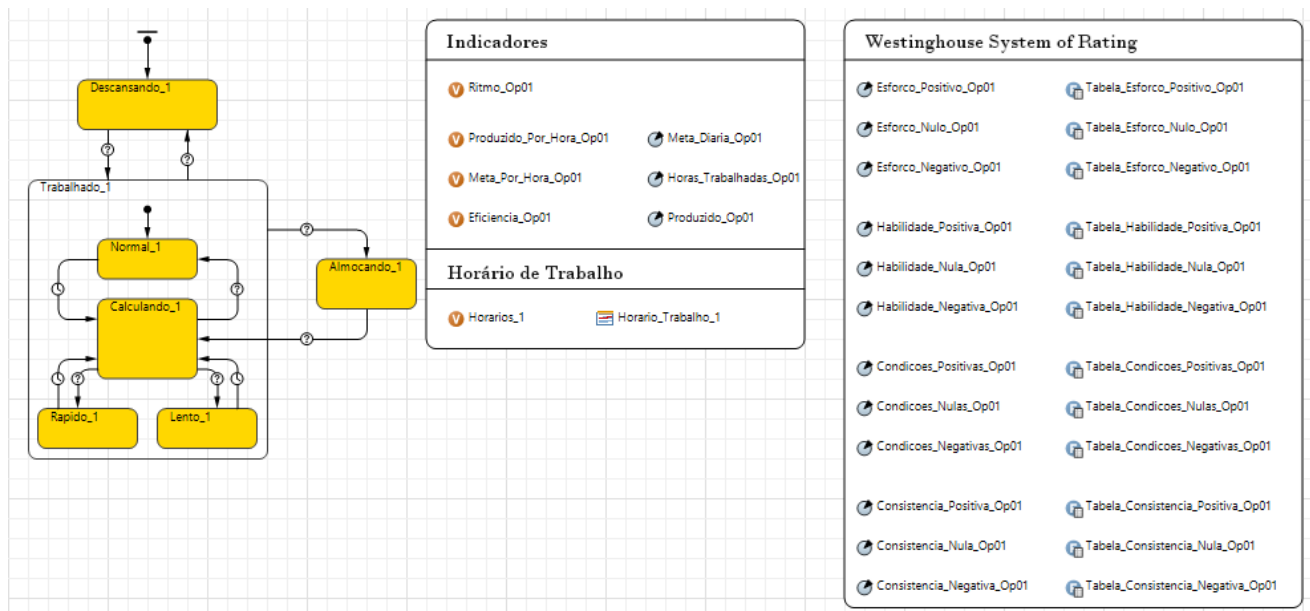 Descansando_1
Trabalhado_1
Normal_1
Calculando_1
Rapido_1
Lento_1
Almocando_1
Indicadores
Ritmo_Op01
Produzido_Por_Hora_Op01
Meta_Diaria_Op01
Meta_Por_Hora_Op01
Horas_Trabalhadas_Op01
Eficiencia_Op01
Produzido_Op01
Horário de Trabalho
Horarios_1
Horario_Trabalho_1
Westinghouse System of Rating
Esforco_Positivo_Op01
Tabela_Esforco_Positivo_Op01
Esforco_Nulo_Op01
Tabela_Esforco_Nulo_Op01
Esforco_Negativo_Op01
Tabela_Esforco_Negativo_Op01
Habilidade_Positiva_Op01
Tabela_Habilidade_Positiva_Op01
Habilidade_Nula_Op01
Tabela_Habilidade_Nula_Op01
Habilidade_Negativa_Op01
Tabela_Habilidade_Negativa_Op01
Condicoes_Positivas_Op01
Tabela_Condicoes_Positivas_Op01
Condicoes_Nulas_Op01
Tabela_Condicoes_Nulas_Op01
Condicoes_Negativas_Op01
Tabela_Condicoes_Negativas_Op01
Consistencia_Positiva_Op01
Tabela_Consistencia_Positiva_Op01
Consistencia_Nula_Op01
Tabela_Consistencia_Nula_Op01
Consistencia_Negativa_Op01
Tabela_Consistencia_Negativa_Op01